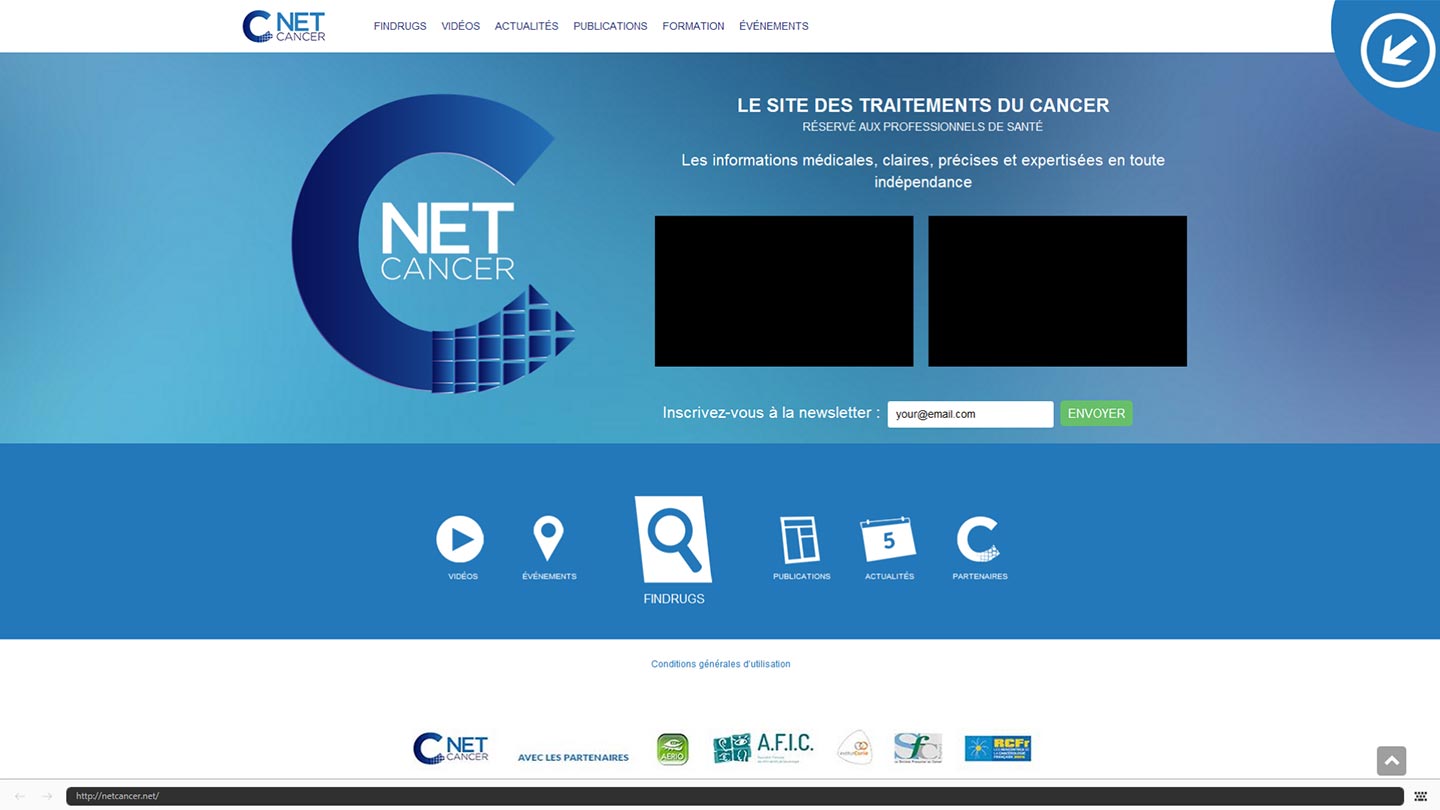 NET
CANCER
FINDRUGS VIDÉOS ACTUALITÉS PUBLICATIONS FORMATION ÉVÉNEMENTS
LE SITE DES TRAITEMENTS DU CANCER
RÉSERVÉ AUX PROFESSIONNELS DE SANTÉ
Les informations médicales, claires, précises et expertisées en toute
indépendance
NET
CANCER
Inscrivez-vous à la newsletter : your@email.com ENVOYER
5
VIDÉOS ÉVÉNEMENTS PUBLICATIONS ACTUALITÉS PARTENAIRES
FINDRUGS
Conditions générales d'utilisation
NET
CANCER
AVEC LES PARTENAIRES
AERIO
A.F.I.C.
institutCurie
Sfc
RCFr
http://netcancer.net/